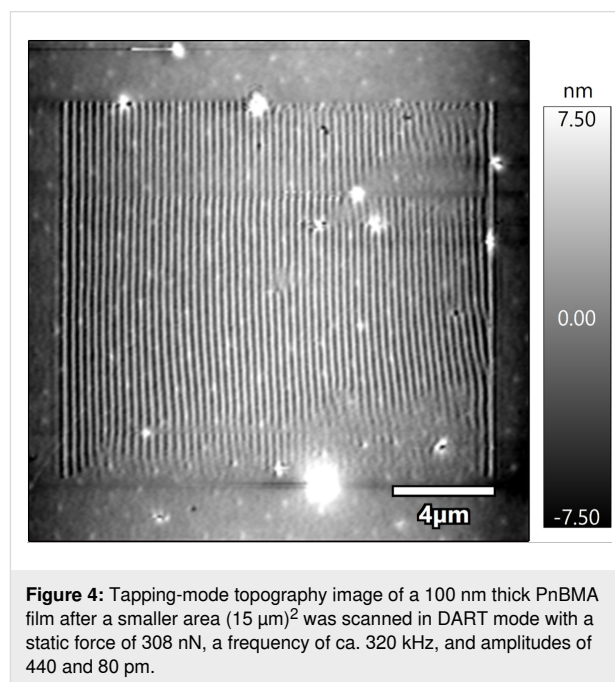 nm
7.50
0.00
-7.50
4μm
Figure 4: Tapping-mode topography image of a 100 nm thick PnBMA
film after a smaller area (15 μm)² was scanned in DART mode with a
static force of 308 nN, a frequency of ca. 320 kHz, and amplitudes of
440 and 80 pm.